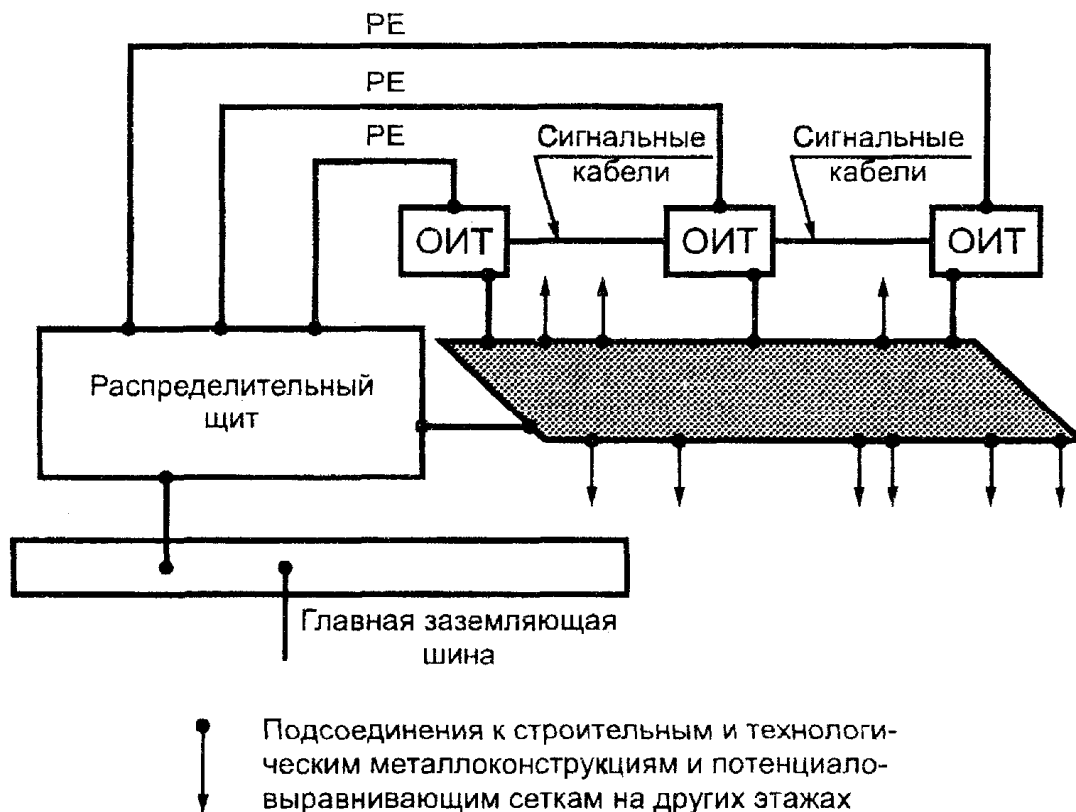 PE
PE
PE
Сигнальные
кабели
Сигнальные
кабели
ОИТ
ОИТ
ОИТ
Распределительный
щит
Главная заземляющая
шина
Подсоединения к строительным и технологи-
ческим металлоконструкциям и потенциало-
выравнивающим сеткам на других этажах